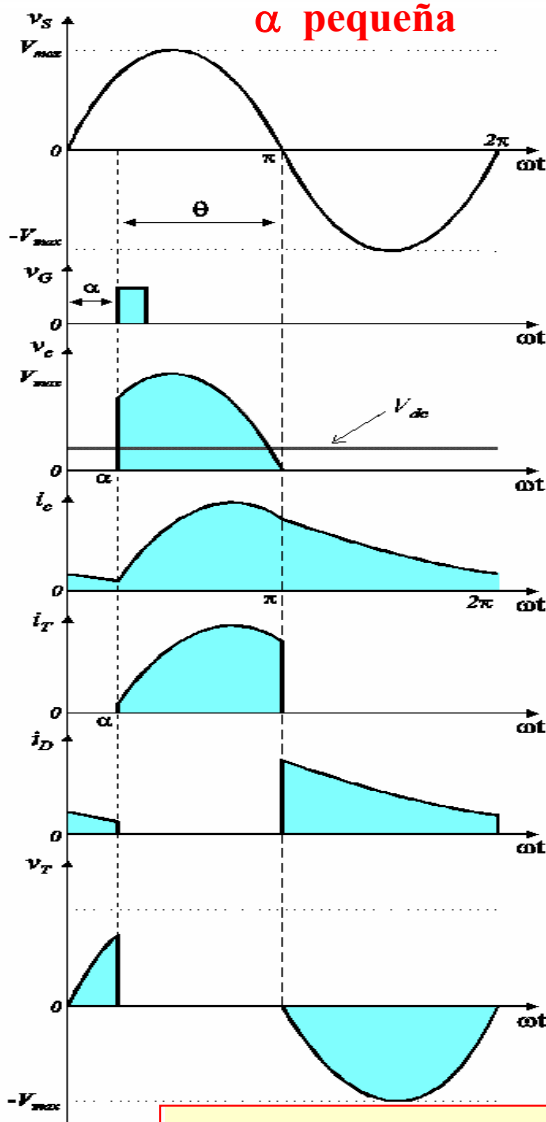 α pequeña
v_S
V_max
0
π
2π
ωt
θ
-V_max
v_G
α
0
ωt
v_c
V_max
V_dc
0
α
ωt
i_c
0
π
2π
ωt
i_T
0
α
ωt
i_D
0
ωt
v_T
0
ωt
-V_max